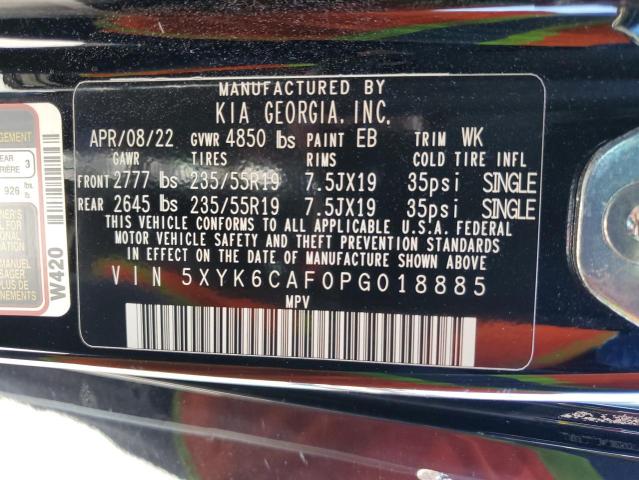 MANUFACTURED BY
KIA GEORGIA, INC.
APR/08/22 GVWR 4850 lbs PAINT EB TRIM WK
GAWR TIRES RIMS COLD TIRE INFL
FRONT 2777 lbs 235/55R19 7.5JX19 35psi SINGLE
REAR 2645 lbs 235/55R19 7.5JX19 35psi SINGLE
THIS VEHICLE CONFORMS TO ALL APPLICABLE U.S.A. FEDERAL
MOTOR VEHICLE SAFETY AND THEFT PREVENTION STANDARDS
IN EFFECT ON THE DATE OF MANUFACTURE SHOWN ABOVE.
VIN 5XYK6CAF0PG018885
MPV
W420
3
926 lbs.